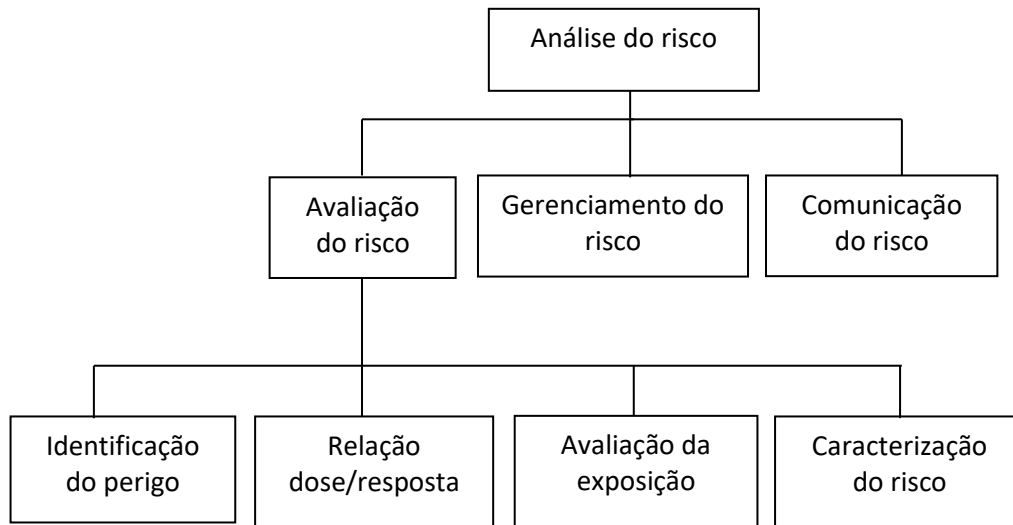 Análise do risco
Avaliação
do risco
Gerenciamento do
risco
Comunicação
do risco
Identificação
do perigo
Relação
dose/resposta
Avaliação da
exposição
Caracterização
do risco